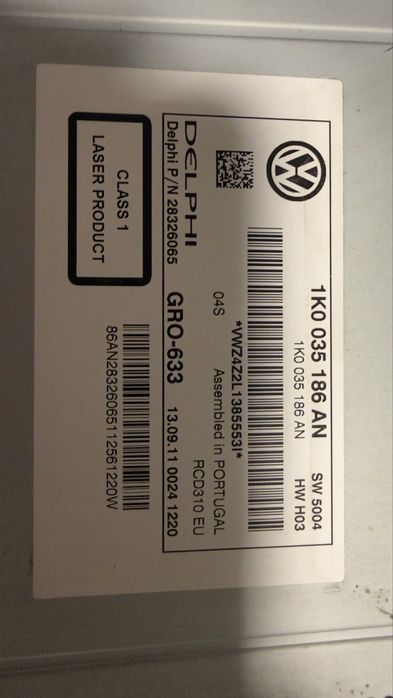 1K0 035 186 AN SW 5004
1K0 035 186 AN HW H03
*VWZ4Z2L1385553I*
RCD310 EU
04S Assembled in PORTUGAL
DELPHI
Delphi P/N 28326065 GRO-633 13.09.11 0024 1220
CLASS 1
LASER PRODUCT
86AN28326065112561220W